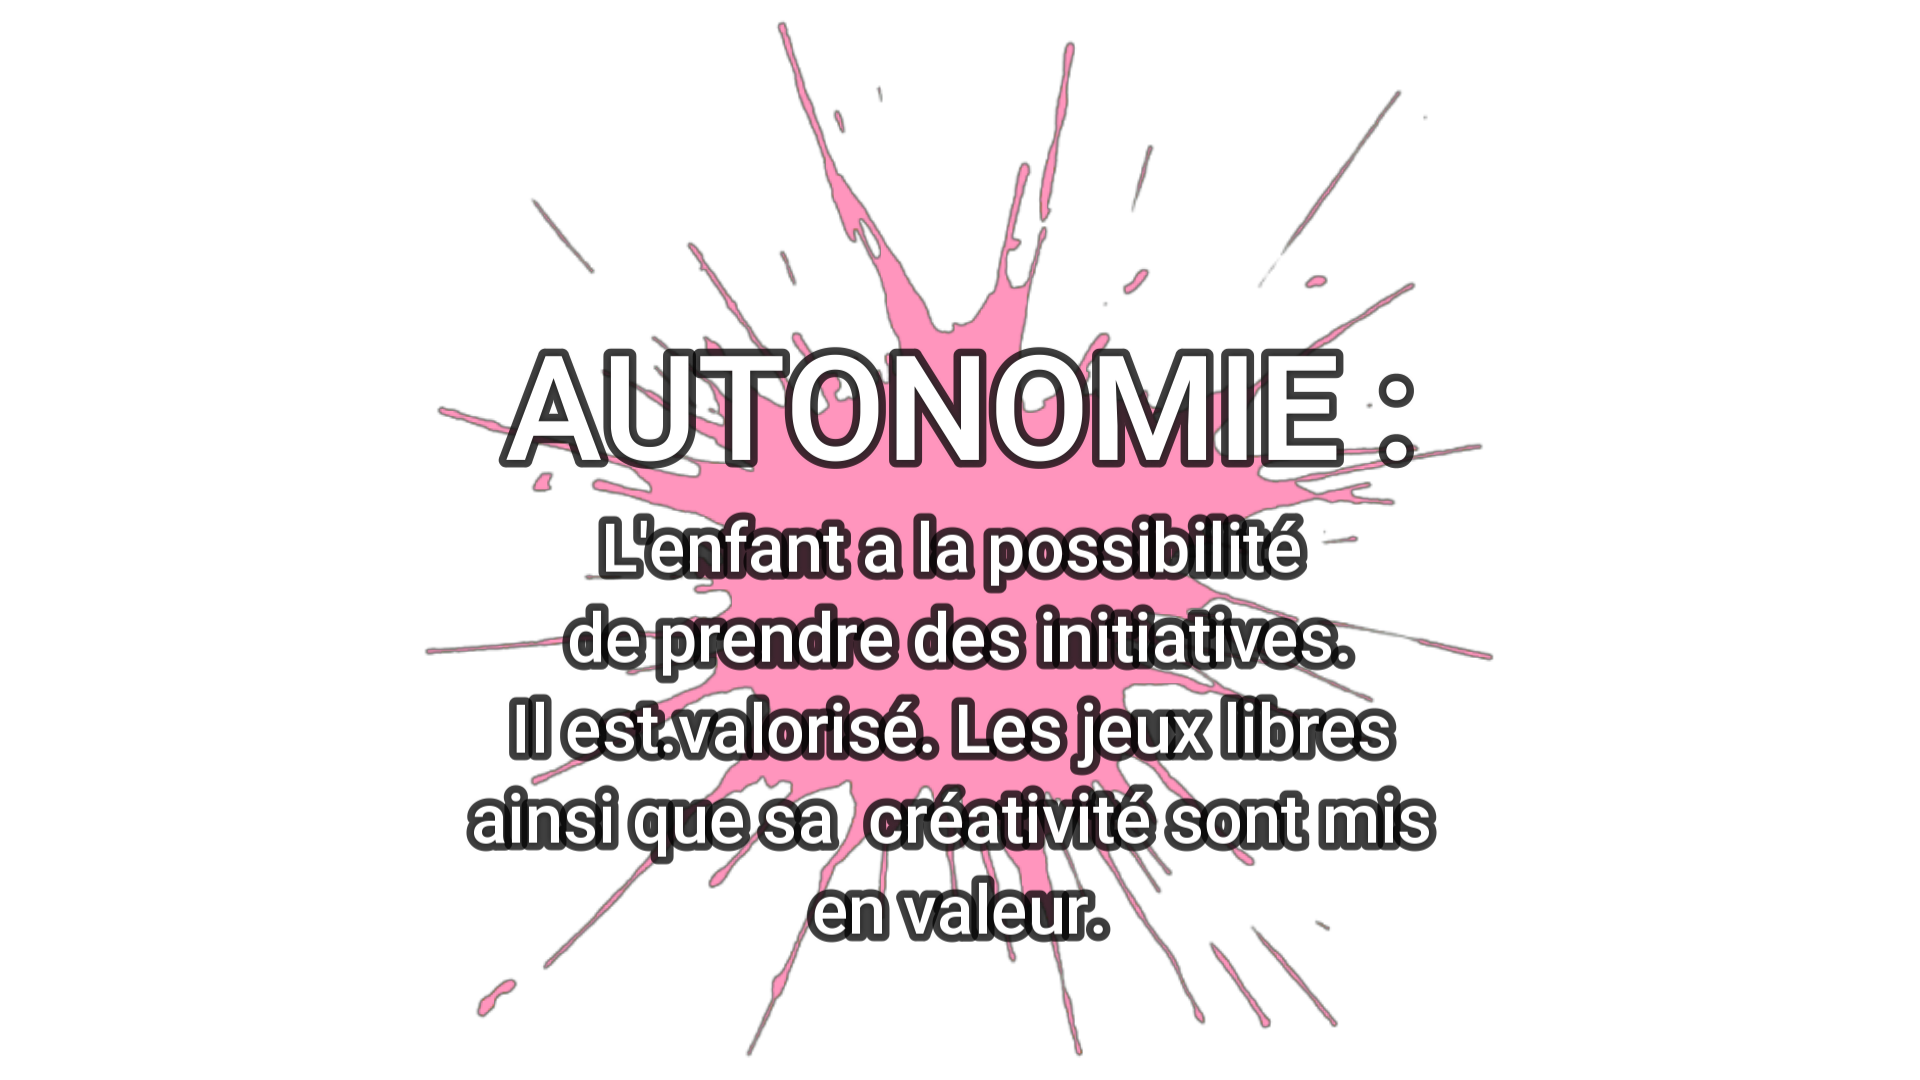 AUTONOMIE :
L'enfant a la possibilité
de prendre des initiatives.
Il est.valorisé. Les jeux libres
ainsi que sa  créativité sont mis
en valeur.